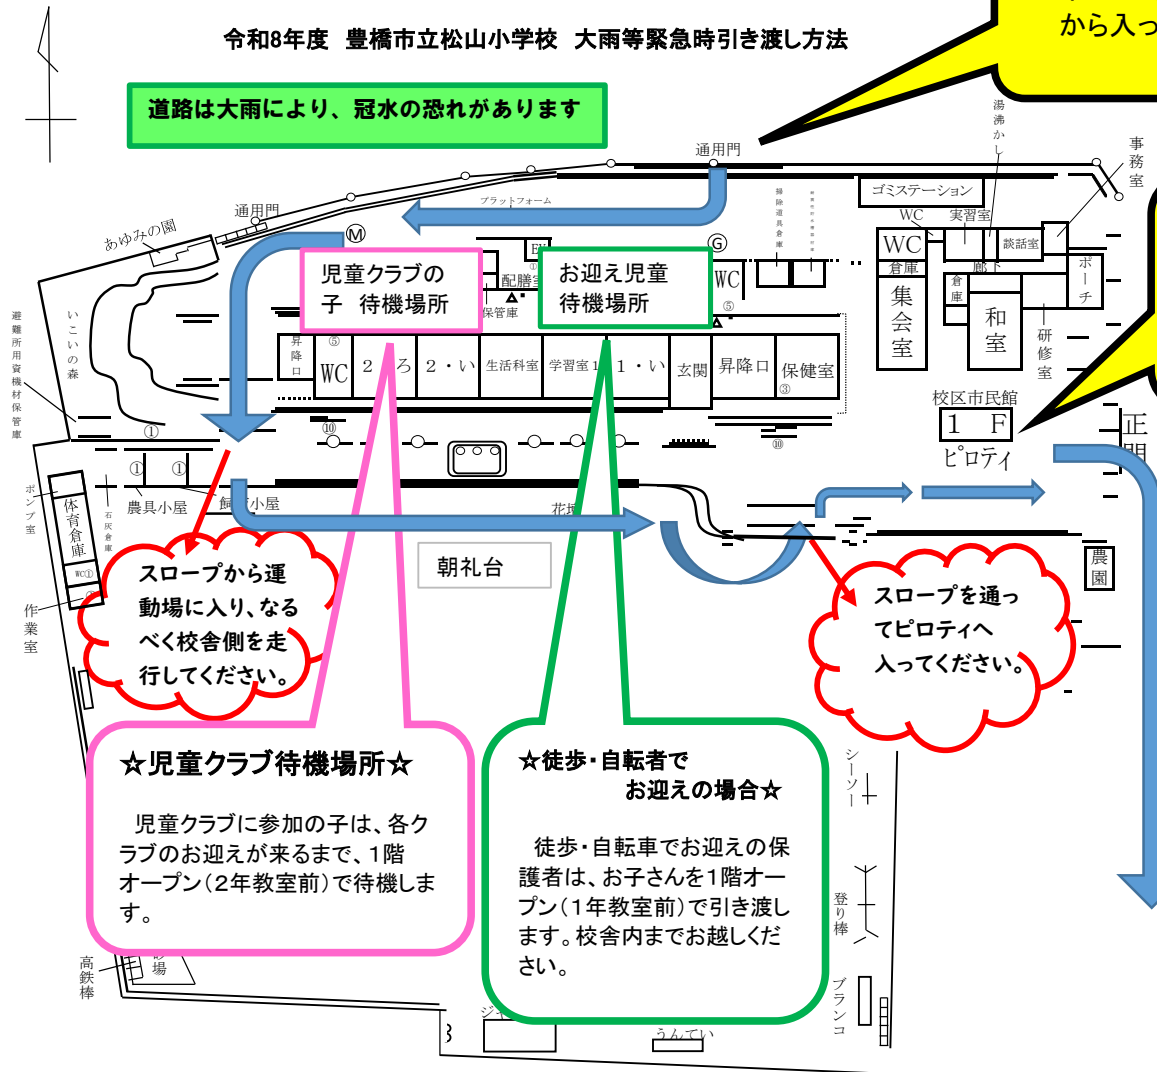 令和8年度 豊橋市立松山小学校 大雨等緊急時引き渡し方法
から入っ
道路は大雨により、冠水の恐れがあります
湯沸かし
事務室
通用門
ゴミステーション
プラットフォーム
掃除道具倉庫
通用門
あゆみの園
WC
実習室
談話室
Ⓜ
Ⓖ
WC
倉庫
廊下
ポーチ
児童クラブの
子 待機場所
お迎え児童
待機場所
配膳室
保管庫
WC
⑤
倉庫
集会室
和室
研修室
いこいの森
避難所用資機材保管庫
昇降口
⑤
WC
2・ろ
2・い
生活科室
学習室1
1・い
玄関
昇降口
保健室
③
校区市民館
1 F
ピロティ
正門
⑩
⑩
①
①
①
ポンプ室
体育倉庫
石灰倉庫
農具小屋
飼育小屋
花壇
WC①
作業室
朝礼台
農園
スロープから運
動場に入り、なる
べく校舎側を走
行してください。
スロープを通っ
てピロティへ
入ってください。
☆児童クラブ待機場所☆
児童クラブに参加の子は、各ク
ラブのお迎えが来るまで、1階
オープン(2年教室前)で待機しま
す。
☆徒歩・自転者で
お迎えの場合☆
徒歩・自転車でお迎えの保
護者は、お子さんを1階オー
プン(1年教室前)で引き渡し
ます。校舎内までお越しくだ
さい。
シーソー
登り棒
ブランコ
高鉄棒
砂場
うんてい